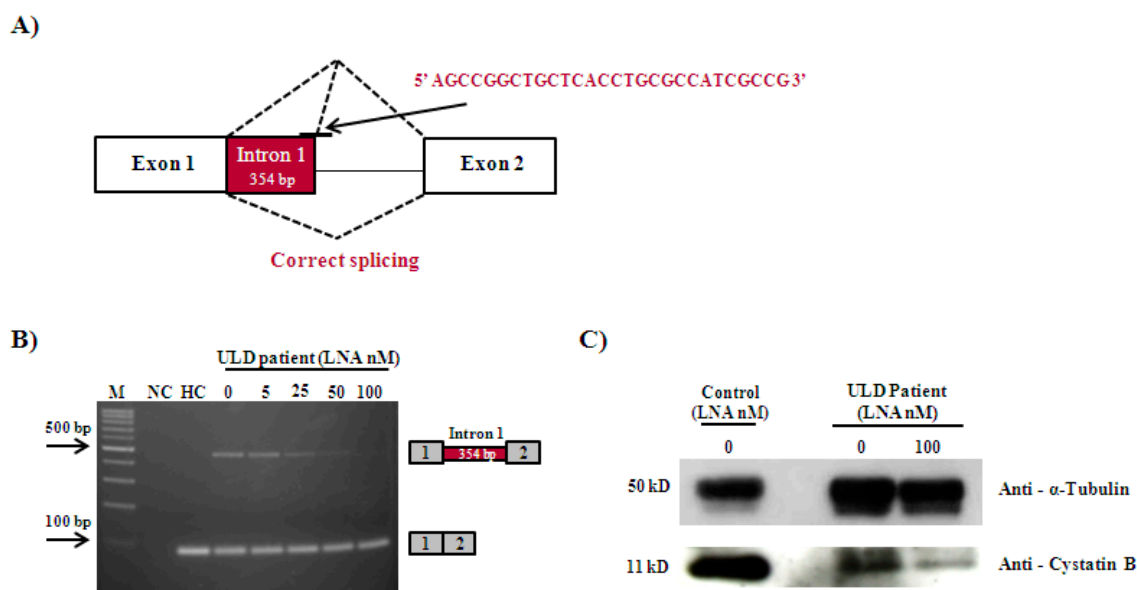 A)
5' AGCCGGCTGCTCACCTGCGCCATCGCCG 3'
Exon 1
Intron 1
354 bp
Exon 2
Correct splicing
B)
ULD patient (LNA nM)
M NC HC 0 5 25 50 100
500 bp
100 bp
Intron 1
1 354 bp 2
1 2
C)
Control
(LNA nM)
ULD Patient
(LNA nM)
0 0 100
50 kD
Anti - α-Tubulin
11 kD
Anti - Cystatin B